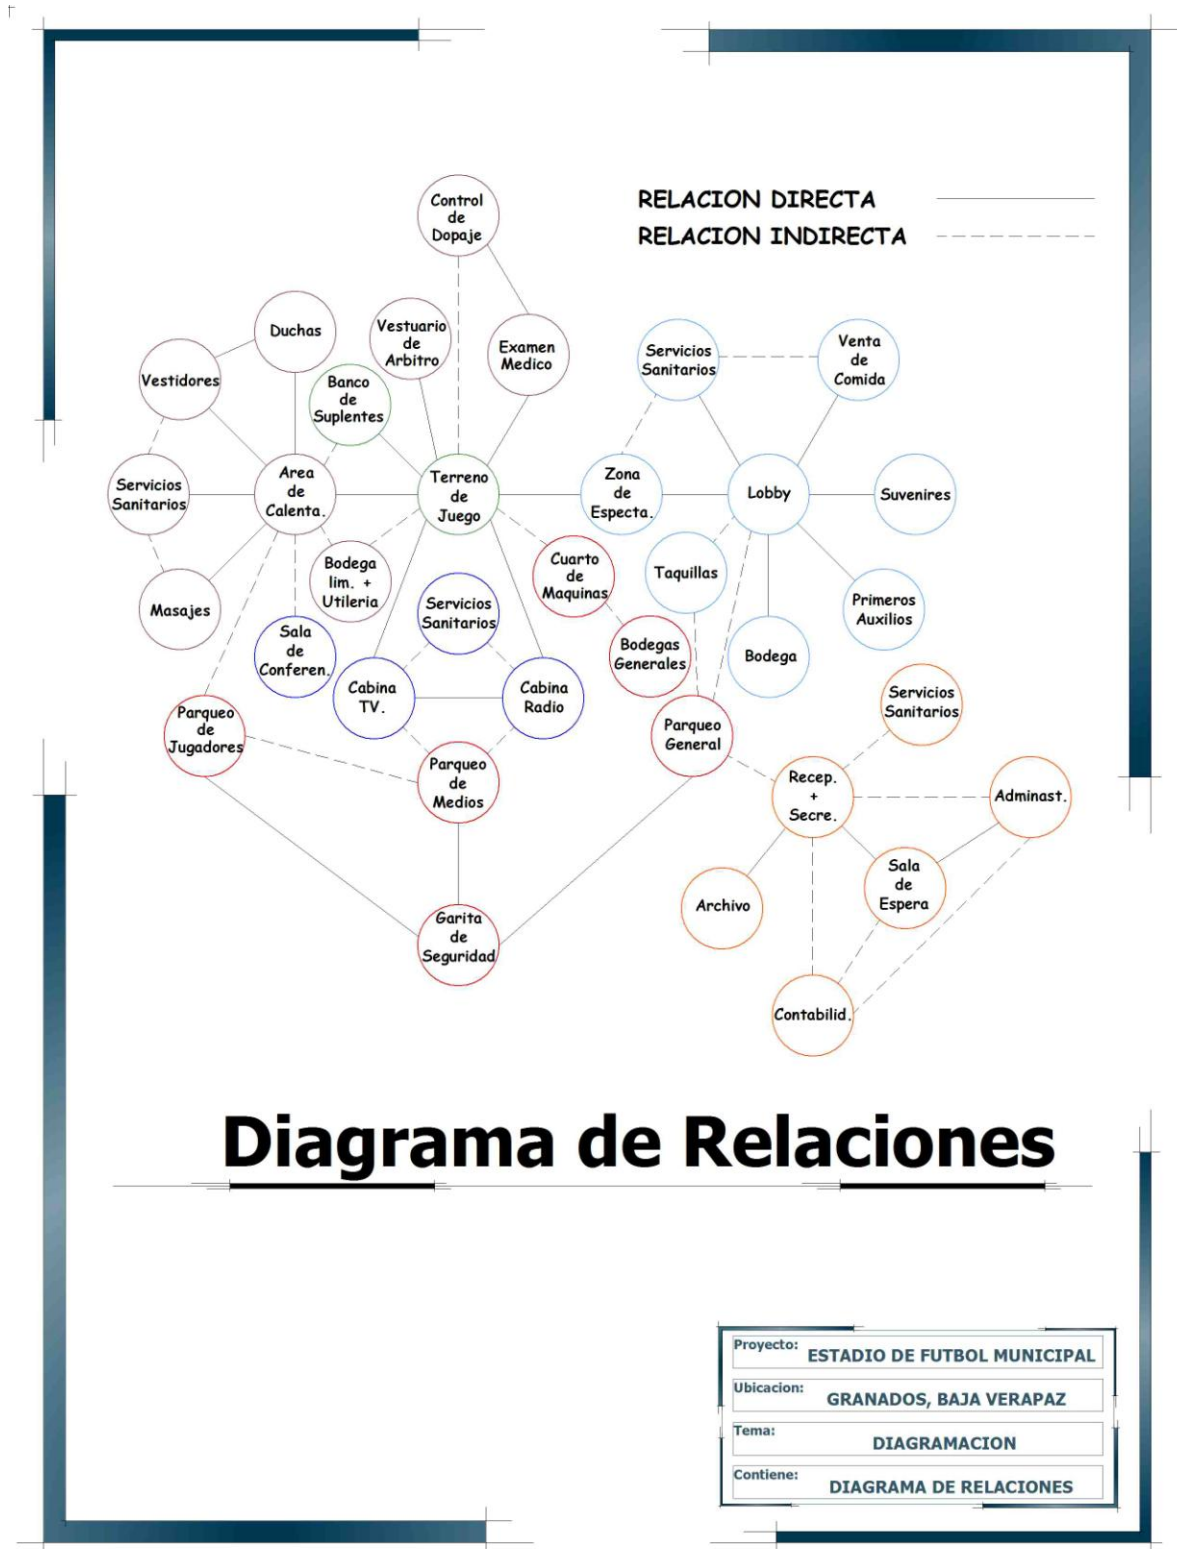 Control
de
Dopaje
RELACION DIRECTA
RELACION INDIRECTA
Duchas
Vestuario
de
Arbitro
Examen
Medico
Servicios
Sanitarios
Venta
de
Comida
Vestidores
Banco
de
Suplentes
Servicios
Sanitarios
Area
de
Calenta.
Terreno
de
Juego
Zona
de
Especta.
Lobby
Suvenires
Masajes
Bodega
lim. +
Utileria
Cuarto
de
Maquinas
Taquillas
Primeros
Auxilios
Servicios
Sanitarios
Sala
de
Conferen.
Bodegas
Generales
Bodega
Cabina
TV.
Cabina
Radio
Servicios
Sanitarios
Parqueo
de
Jugadores
Parqueo
General
Parqueo
de
Medios
Recep.
+
Secre.
Adminast.
Sala
de
Espera
Archivo
Garita
de
Seguridad
Contabilid.
Diagrama de Relaciones
Proyecto: ESTADIO DE FUTBOL MUNICIPAL
Ubicacion: GRANADOS, BAJA VERAPAZ
Tema: DIAGRAMACION
Contiene: DIAGRAMA DE RELACIONES